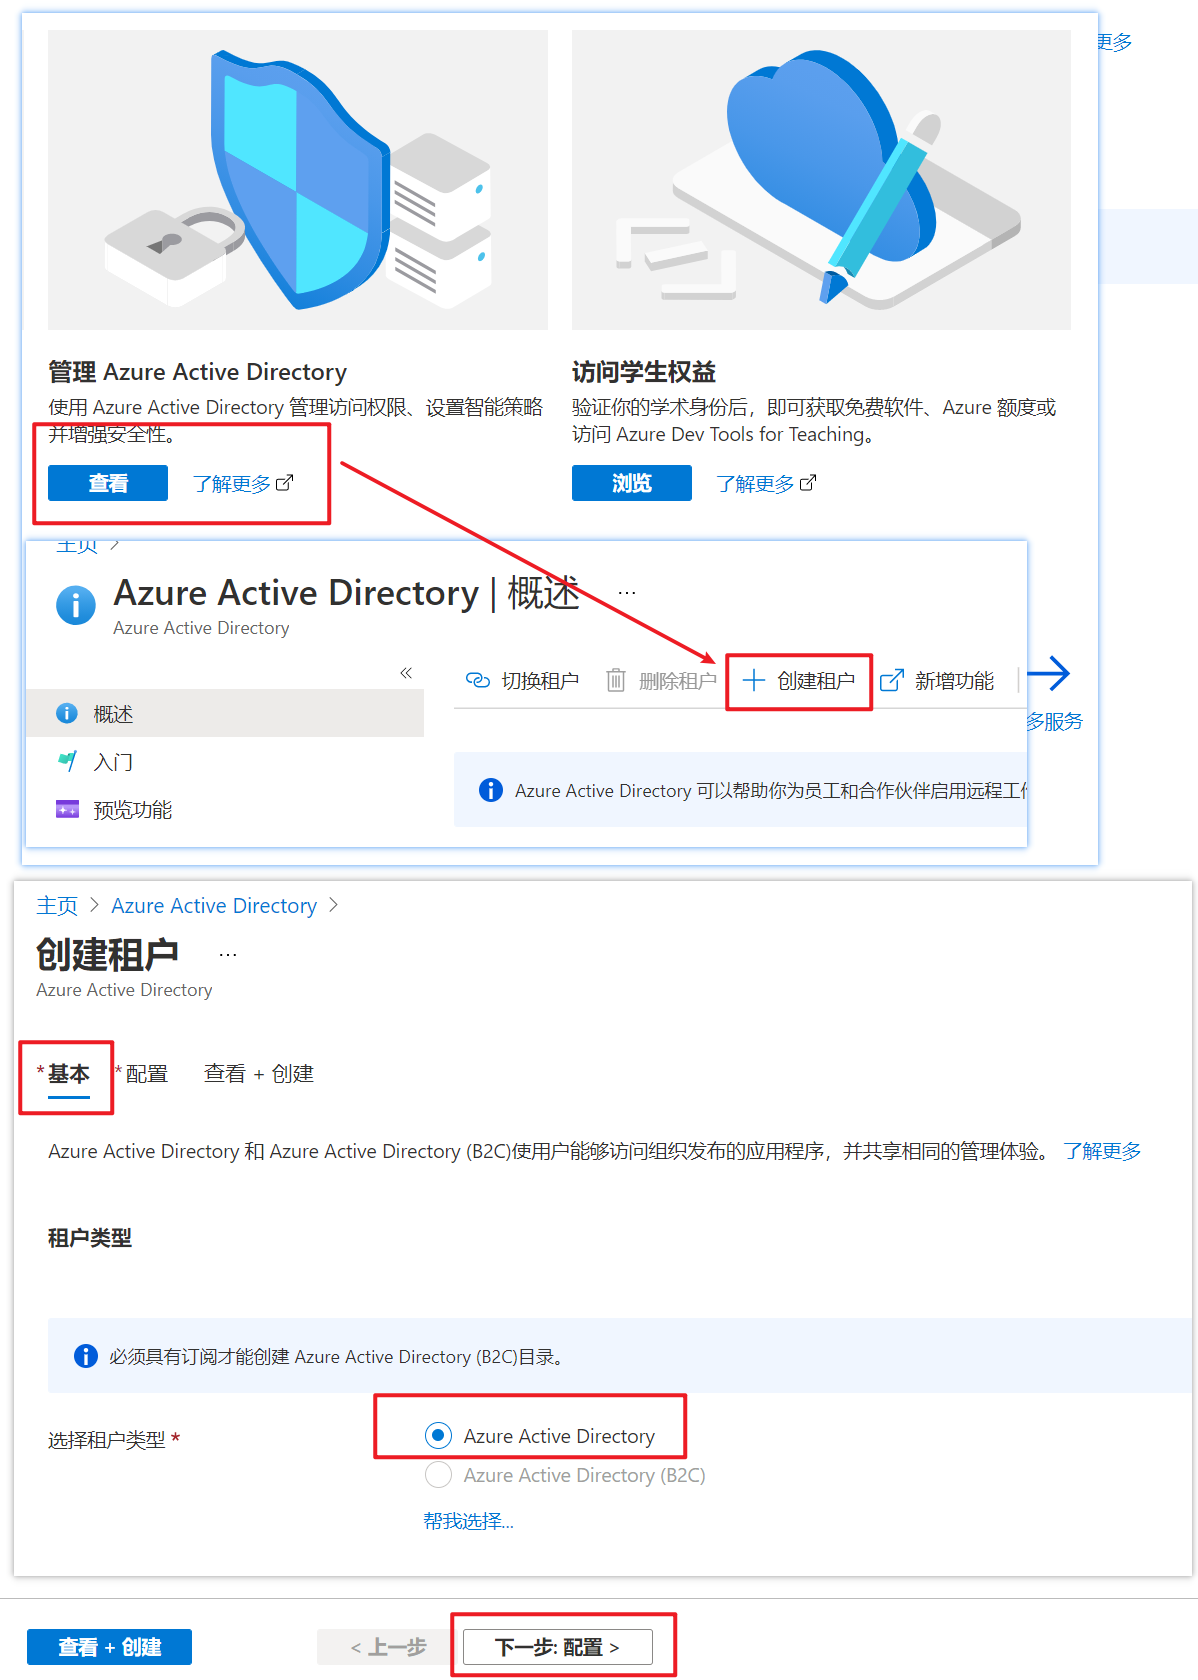 更多
管理 Azure Active Directory
使用 Azure Active Directory 管理访问权限、设置智能策略
并增强安全性。
查看
了解更多
访问学生权益
验证你的学术身份后，即可获取免费软件、Azure 额度或
访问 Azure Dev Tools for Teaching。
浏览
了解更多
主页 >
Azure Active Directory | 概述 ...
Azure Active Directory
«
切换租户
删除租户
创建租户
新增功能
多服务
概述
入门
预览功能
Azure Active Directory 可以帮助你为员工和合作伙伴启用远程工
主页 > Azure Active Directory >
创建租户 ...
Azure Active Directory
*基本 *配置 查看 + 创建
Azure Active Directory 和 Azure Active Directory (B2C)使用户能够访问组织发布的应用程序，并共享相同的管理体验。 了解更多
租户类型
必须具有订阅才能创建 Azure Active Directory (B2C)目录。
选择租户类型 *
Azure Active Directory
Azure Active Directory (B2C)
帮我选择...
查看 + 创建
< 上一步
下一步: 配置 >